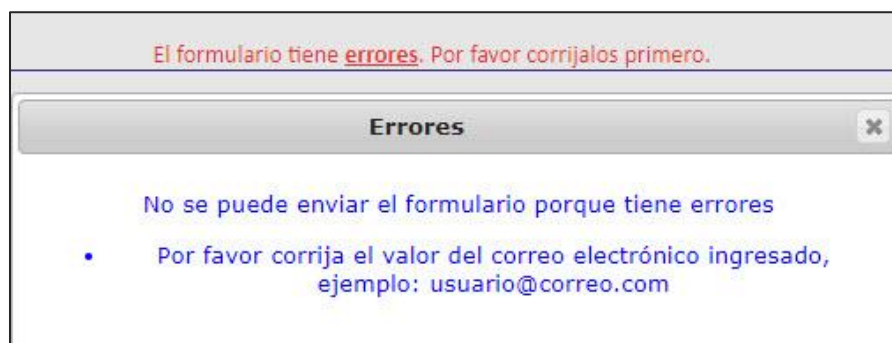 El formulario tiene errores. Por favor corrijalos primero.
Errores
No se puede enviar el formulario porque tiene errores
• Por favor corrija el valor del correo electrónico ingresado,
ejemplo: usuario@correo.com